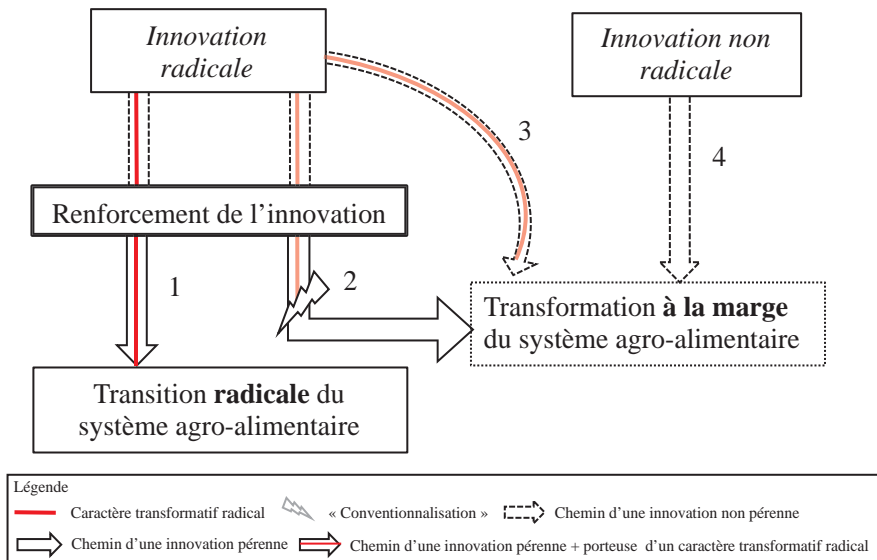 Innovation
radicale
Innovation non
radicale
3
4
Renforcement de l’innovation
1
2
Transformation à la marge
du système agro-alimentaire
Transition radicale du
système agro-alimentaire
Légende
Caractère transformatif radical
« Conventionnalisation »
Chemin d’une innovation non pérenne
Chemin d’une innovation pérenne
Chemin d’une innovation pérenne + porteuse d’un caractère transformatif radical